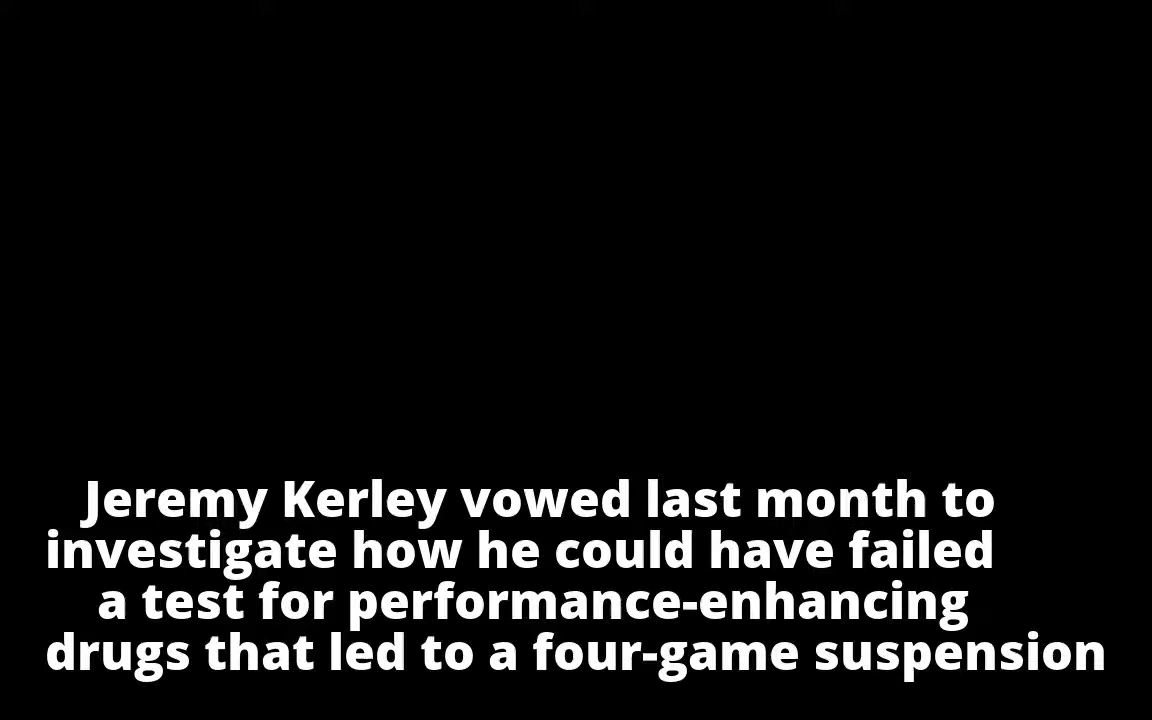 Jeremy Kerley vowed last month to
investigate how he could have failed
a test for performance-enhancing
drugs that led to a four-game suspension